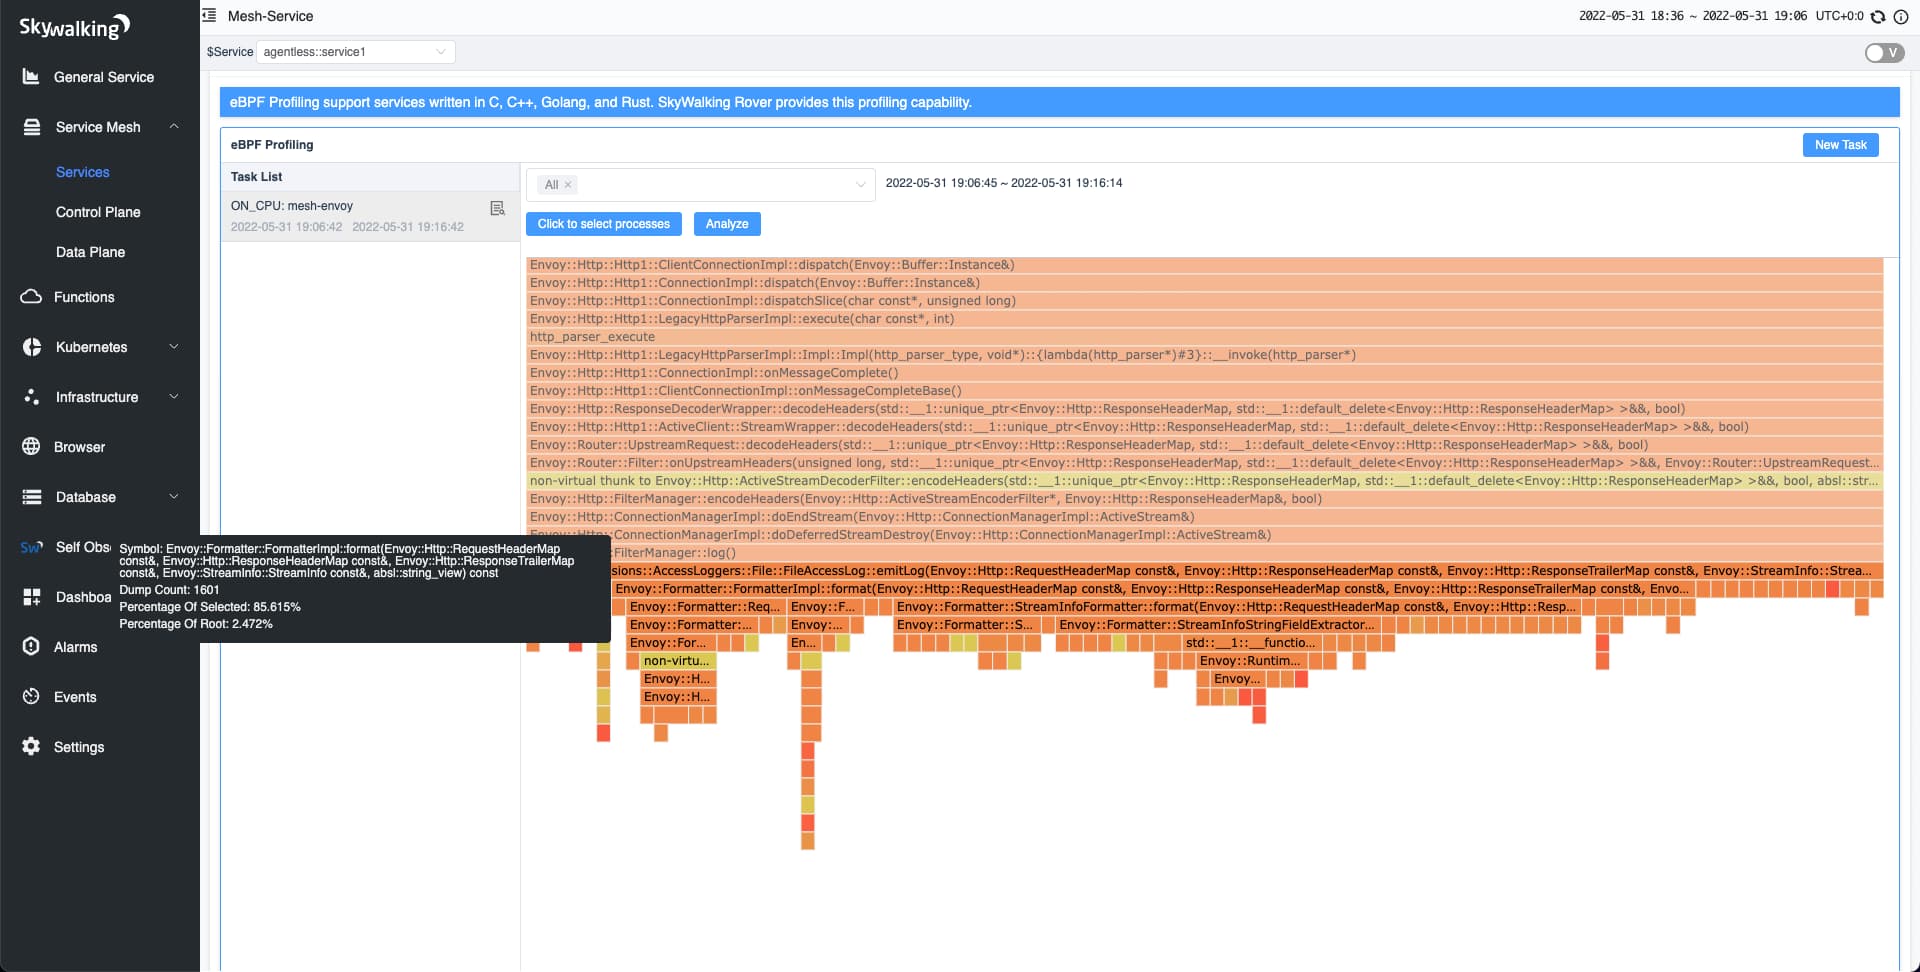 Skywalking
General Service
Service Mesh
Services
Control Plane
Data Plane
Functions
Kubernetes
Infrastructure
Browser
Database
Sw
Self Obs
Dashboa
Alarms
Events
Settings
Mesh-Service
2022-05-31 18:36 ~ 2022-05-31 19:06 UTC+0:0
$Service agentless::service1
V
eBPF Profiling support services written in C, C++, Golang, and Rust. SkyWalking Rover provides this profiling capability.
eBPF Profiling
New Task
Task List
ON_CPU: mesh-envoy
2022-05-31 19:06:42 2022-05-31 19:16:42
All ×
2022-05-31 19:06:45 ~ 2022-05-31 19:16:14
Click to select processes
Analyze
Envoy::Http::Http1::ClientConnectionImpl::dispatch(Envoy::Buffer::Instance&)
Envoy::Http::Http1::ConnectionImpl::dispatch(Envoy::Buffer::Instance&)
Envoy::Http::Http1::ConnectionImpl::dispatchSlice(char const*, unsigned long)
Envoy::Http::Http1::LegacyHttpParserImpl::execute(char const*, int)
http_parser_execute
Envoy::Http::Http1::LegacyHttpParserImpl::Impl::Impl(http_parser_type, void*)::{lambda(http_parser*)#3}::__invoke(http_parser*)
Envoy::Http::Http1::ConnectionImpl::onMessageComplete()
Envoy::Http::Http1::ClientConnectionImpl::onMessageCompleteBase()
Envoy::Http::ResponseDecoderWrapper::decodeHeaders(std::__1::unique_ptr<Envoy::Http::ResponseHeaderMap, std::__1::default_delete<Envoy::Http::ResponseHeaderMap> >&&, bool)
Envoy::Http::Http1::ActiveClient::StreamWrapper::decodeHeaders(std::__1::unique_ptr<Envoy::Http::ResponseHeaderMap, std::__1::default_delete<Envoy::Http::ResponseHeaderMap> >&&, bool)
Envoy::Router::UpstreamRequest::decodeHeaders(std::__1::unique_ptr<Envoy::Http::ResponseHeaderMap, std::__1::default_delete<Envoy::Http::ResponseHeaderMap> >&&, bool)
Envoy::Router::Filter::onUpstreamHeaders(unsigned long, std::__1::unique_ptr<Envoy::Http::ResponseHeaderMap, std::__1::default_delete<Envoy::Http::ResponseHeaderMap> >&&, Envoy::Router::UpstreamRequest...
non-virtual thunk to Envoy::Http::ActiveStreamDecoderFilter::encodeHeaders(std::__1::unique_ptr<Envoy::Http::ResponseHeaderMap, std::__1::default_delete<Envoy::Http::ResponseHeaderMap> >&&, bool, absl::str...
Envoy::Http::FilterManager::encodeHeaders(Envoy::Http::ActiveStreamEncoderFilter*, Envoy::Http::ResponseHeaderMap&, bool)
Envoy::Http::ConnectionManagerImpl::doEndStream(Envoy::Http::ConnectionManagerImpl::ActiveStream&)
Envoy::Http::ConnectionManagerImpl::doDeferredStreamDestroy(Envoy::Http::ConnectionManagerImpl::ActiveStream&)
FilterManager::log()
sions::AccessLoggers::File::FileAccessLog::emitLog(Envoy::Http::RequestHeaderMap const&, Envoy::Http::ResponseHeaderMap const&, Envoy::Http::ResponseTrailerMap const&, Envoy::StreamInfo::Strea...
Envoy::Formatter::FormatterImpl::format(Envoy::Http::RequestHeaderMap const&, Envoy::Http::ResponseHeaderMap const&, Envoy::Http::ResponseTrailerMap const&, Envo...
Envoy::Formatter::Req... Envoy::F... Envoy::Formatter::StreamInfoFormatter::format(Envoy::Http::RequestHeaderMap const&, Envoy::Http::Resp...
Envoy::Formatter:... Envoy:... Envoy::Formatter::S... Envoy::Formatter::StreamInfoStringFieldExtractor...
Envoy::For... En... std::__1::__functio...
non-virtu... Envoy::Runtim...
Envoy::H... Envoy...
Envoy::H...
Symbol: Envoy::Formatter::FormatterImpl::format(Envoy::Http::RequestHeaderMap
const&, Envoy::Http::ResponseHeaderMap const&, Envoy::Http::ResponseTrailerMap
const&, Envoy::StreamInfo::StreamInfo const&, absl::string_view) const
Dump Count: 1601
Percentage Of Selected: 85.615%
Percentage Of Root: 2.472%